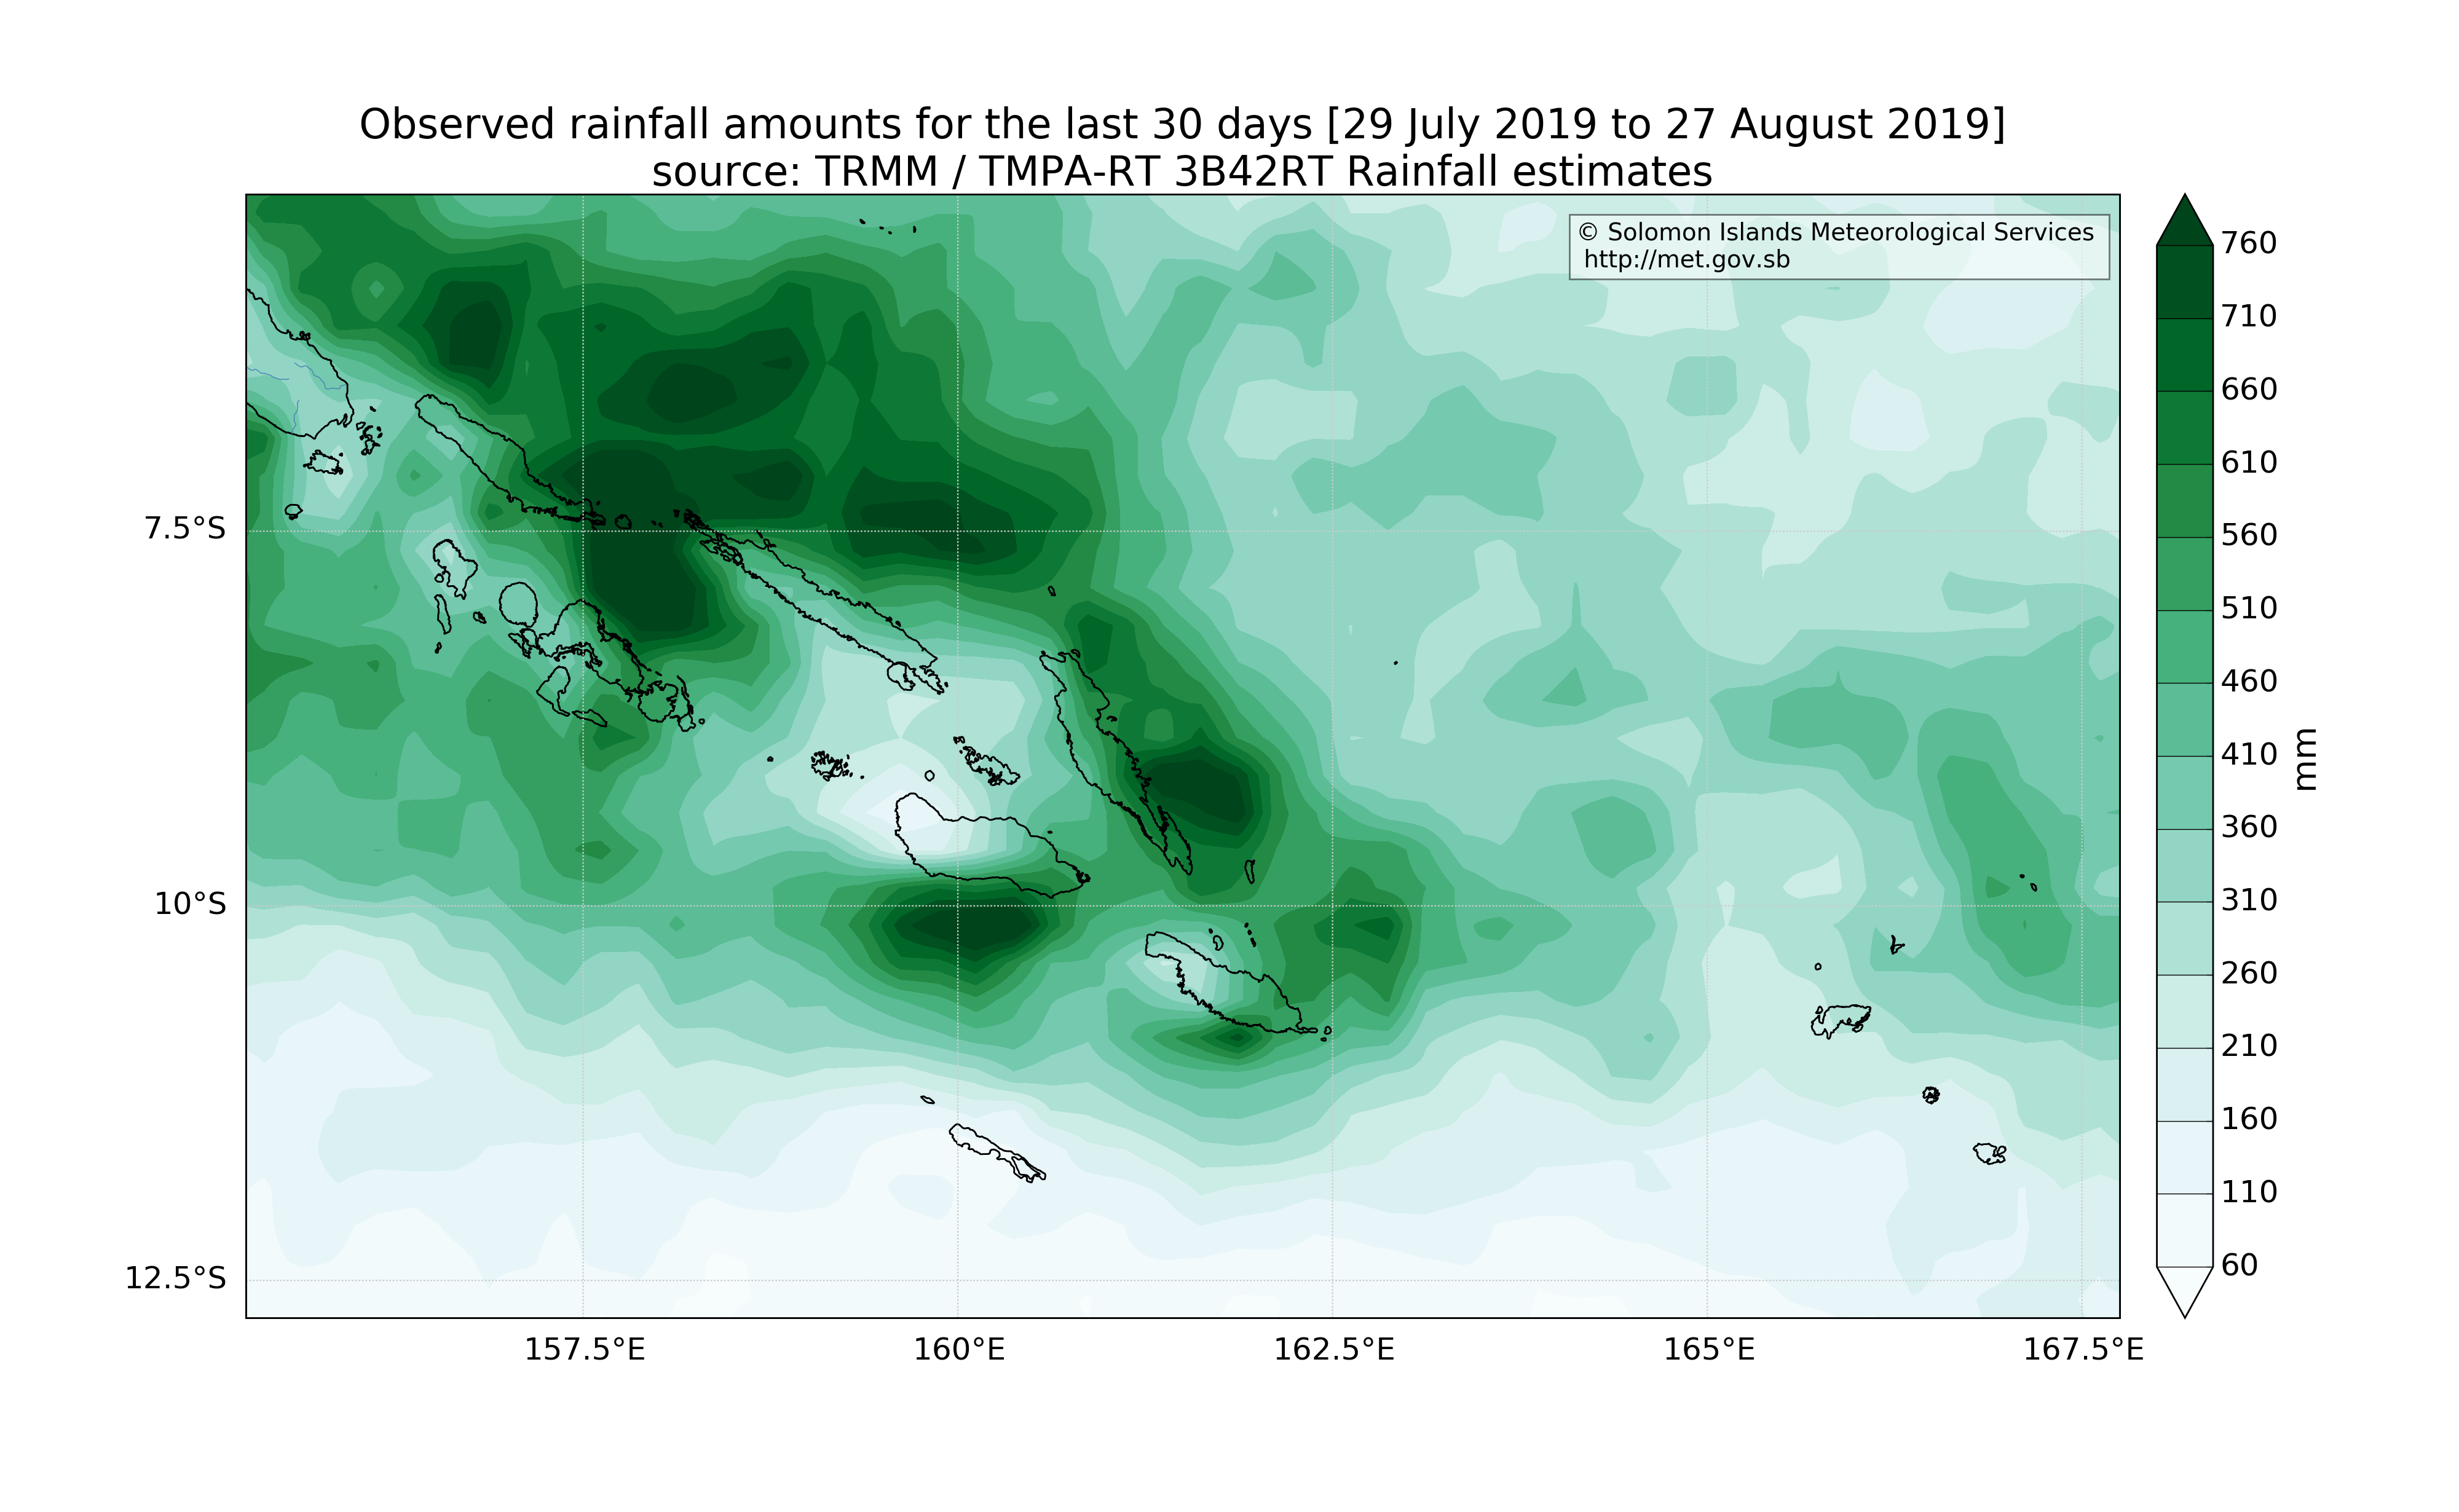 Observed rainfall amounts for the last 30 days [29 July 2019 to 27 August 2019]
source: TRMM / TMPA-RT 3B42RT Rainfall estimates
© Solomon Islands Meteorological Services
http://met.gov.sb
7.5°S
10°S
12.5°S
157.5°E
160°E
162.5°E
165°E
167.5°E
760
710
660
610
560
510
460
410
360
310
260
210
160
110
60
mm